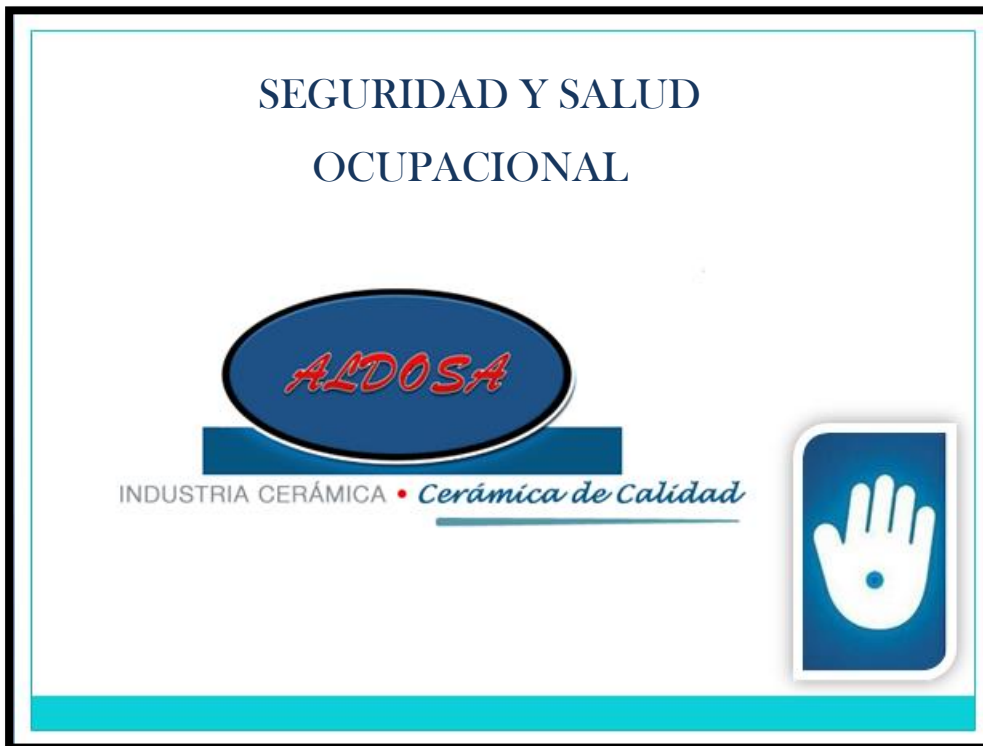 SEGURIDAD Y SALUD
OCUPACIONAL
ALDOSA
INDUSTRIA CERÁMICA • Cerámica de Calidad